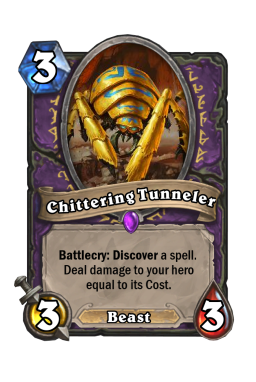 3
Chittering Tunneler
Battlecry: Discover a spell.
Deal damage to your hero
equal to its Cost.
3
Beast
3